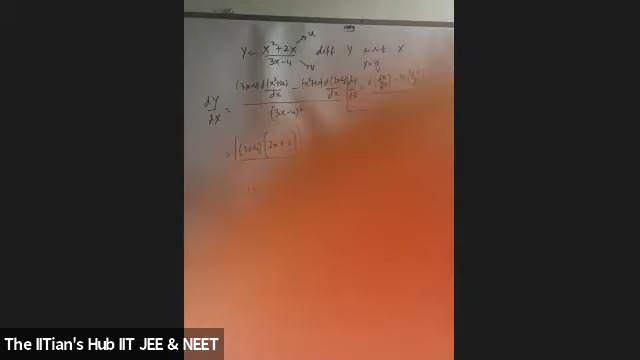 y = x²+2x / 3x-4 diff y w.r.t x
u
v
y = u/v
dy/dx = (3x-4) d(x²+2x)/dx - (x²+2x) d(3x-4)/dx / (3x-4)²
= (3x-4) [2x + 2]
The IITian's Hub IIT JEE & NEET